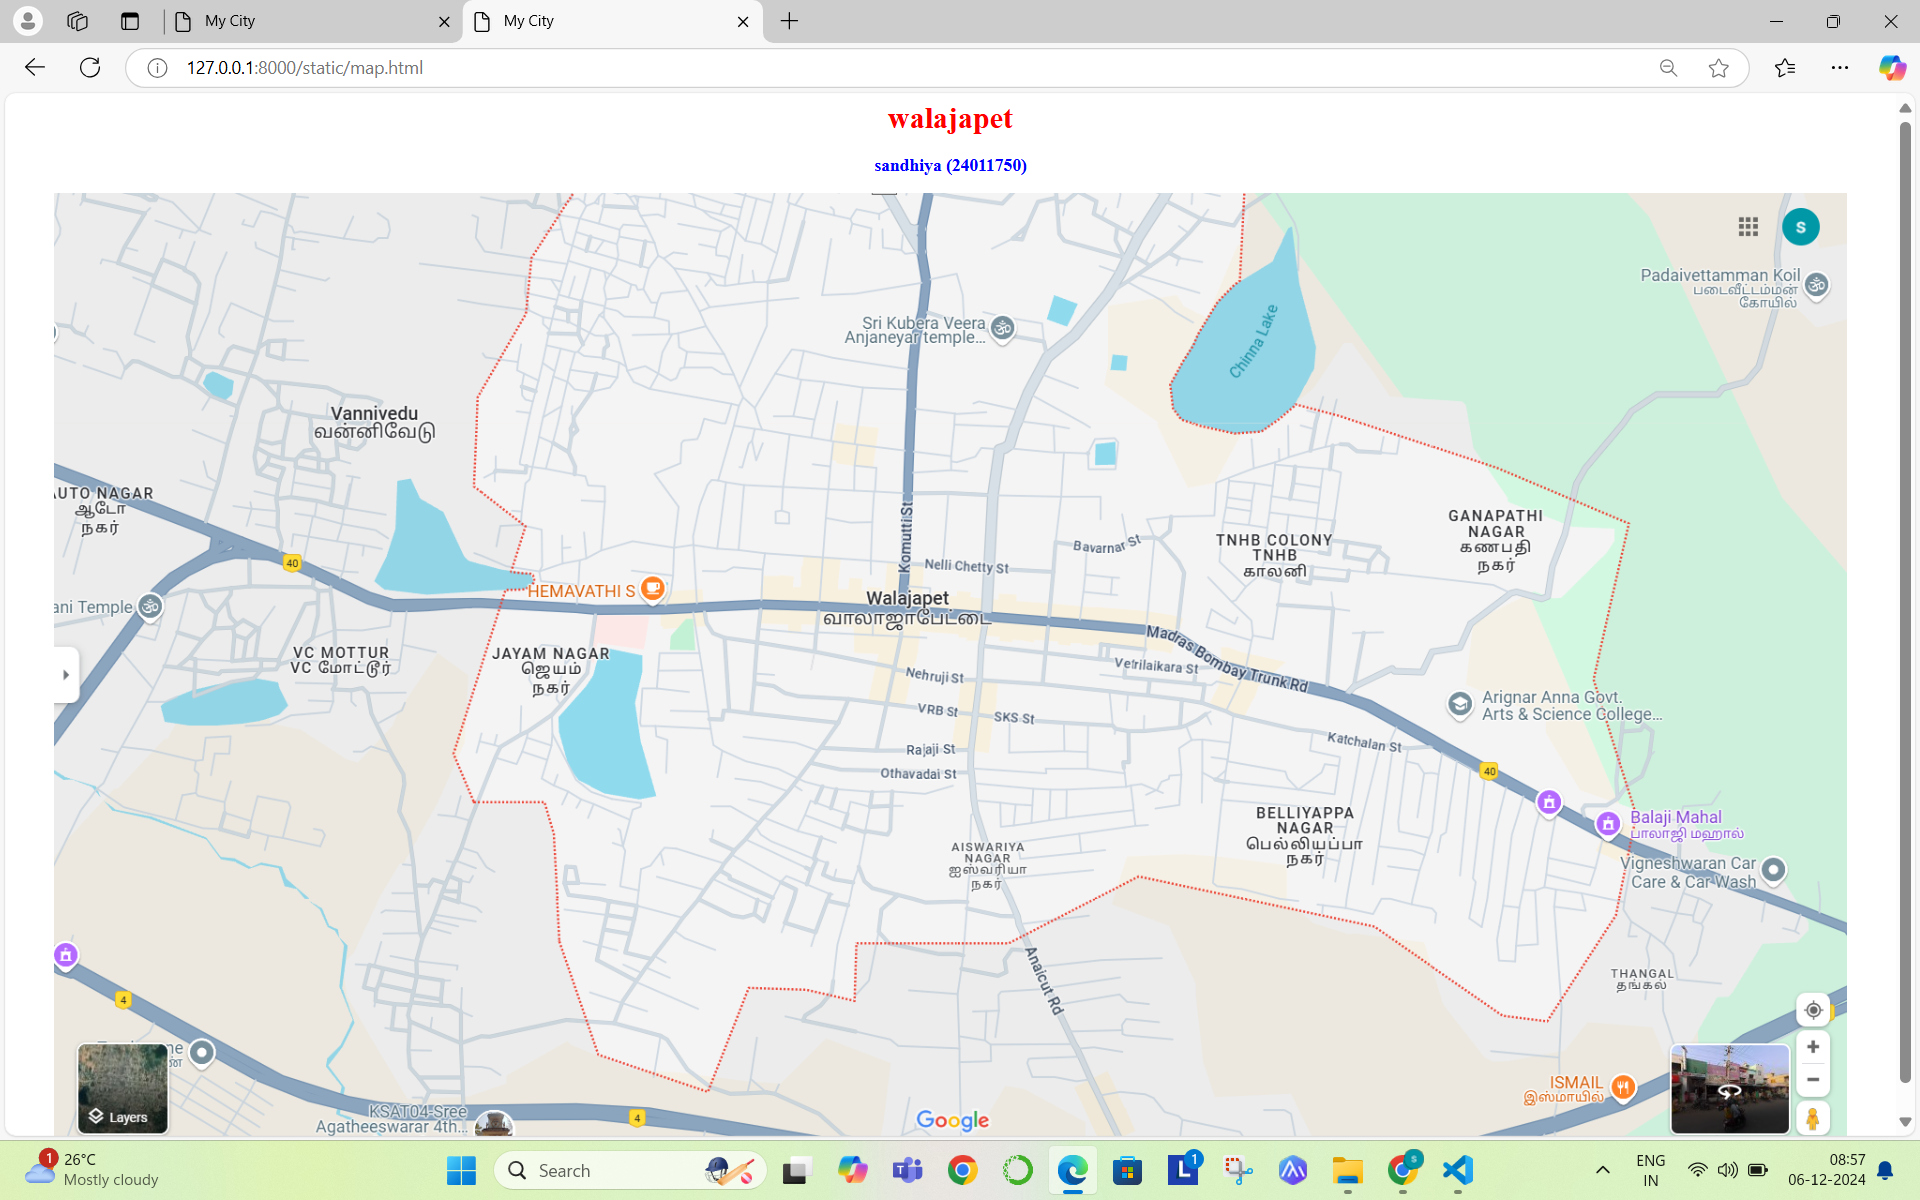 My City
My City
127.0.0.1:8000/static/map.html
walajapet
sandhiya (24011750)
S
Padaivettamman Koil
படைவீட்டம்மன்
கோயில்
Sri Kubera Veera
Anjaneyar temple...
Chinna Lake
Vannivedu
வன்னிவேடு
AUTO NAGAR
ஆடோ
நகர்
40
Komutti St
Bavarnar St
Nelli Chetty St
TNHB COLONY
TNHB
காலனி
GANAPATHI
NAGAR
கணபதி
நகர்
HEMAVATHI S
ani Temple
Walajapet
வாலாஜாபேட்டை
Madras Bombay Trunk Rd
VC MOTTUR
VC மோட்டூர்
JAYAM NAGAR
ஜெயம்
நகர்
Vetrilaikara St
Nehruji St
VRB St
SKS St
Arignar Anna Govt.
Arts & Science College...
Katchalan St
Rajaji St
Othavadai St
40
BELLIYAPPA
NAGAR
பெல்லியப்பா
நகர்
Balaji Mahal
பாலாஜி மஹால்
AISWARIYA
NAGAR
ஐஸ்வரியா
நகர்
Vigneshwaran Car
Care & Car Wash
Anaicut Rd
THANGAL
தங்கல்
4
ISMAIL
இஸ்மாயில்
Layers
KSAT04-Sree
Agatheeswarar 4th...
4
Google
1
26°C
Mostly cloudy
Search
1
S
ENG
IN
08:57
06-12-2024